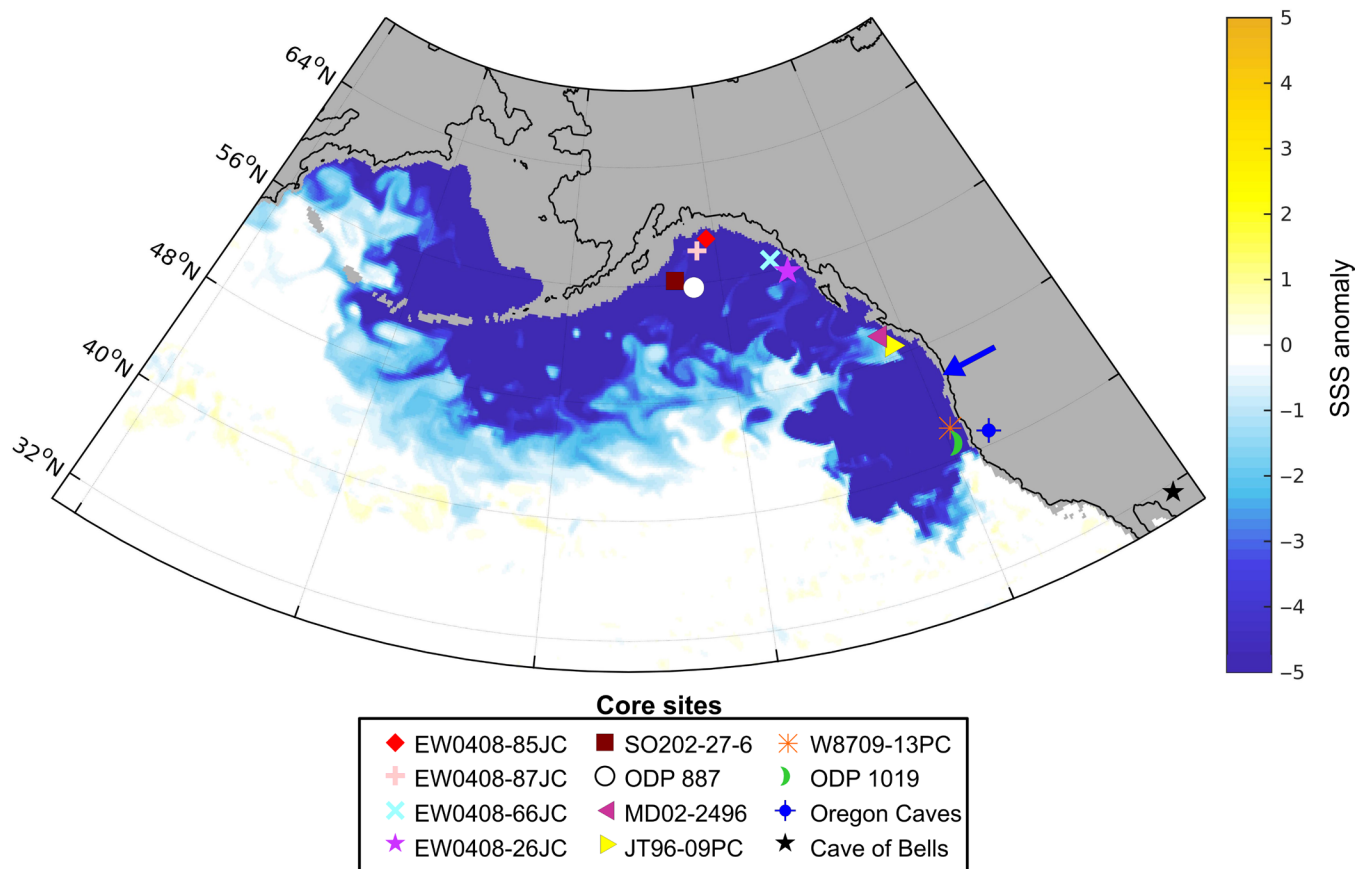 64°N
56°N
48°N
40°N
32°N
5
4
3
2
1
0
−1
−2
−3
−4
−5
SSS anomaly
Core sites
EW0408-85JC
SO202-27-6
W8709-13PC
EW0408-87JC
ODP 887
ODP 1019
EW0408-66JC
MD02-2496
Oregon Caves
EW0408-26JC
JT96-09PC
Cave of Bells